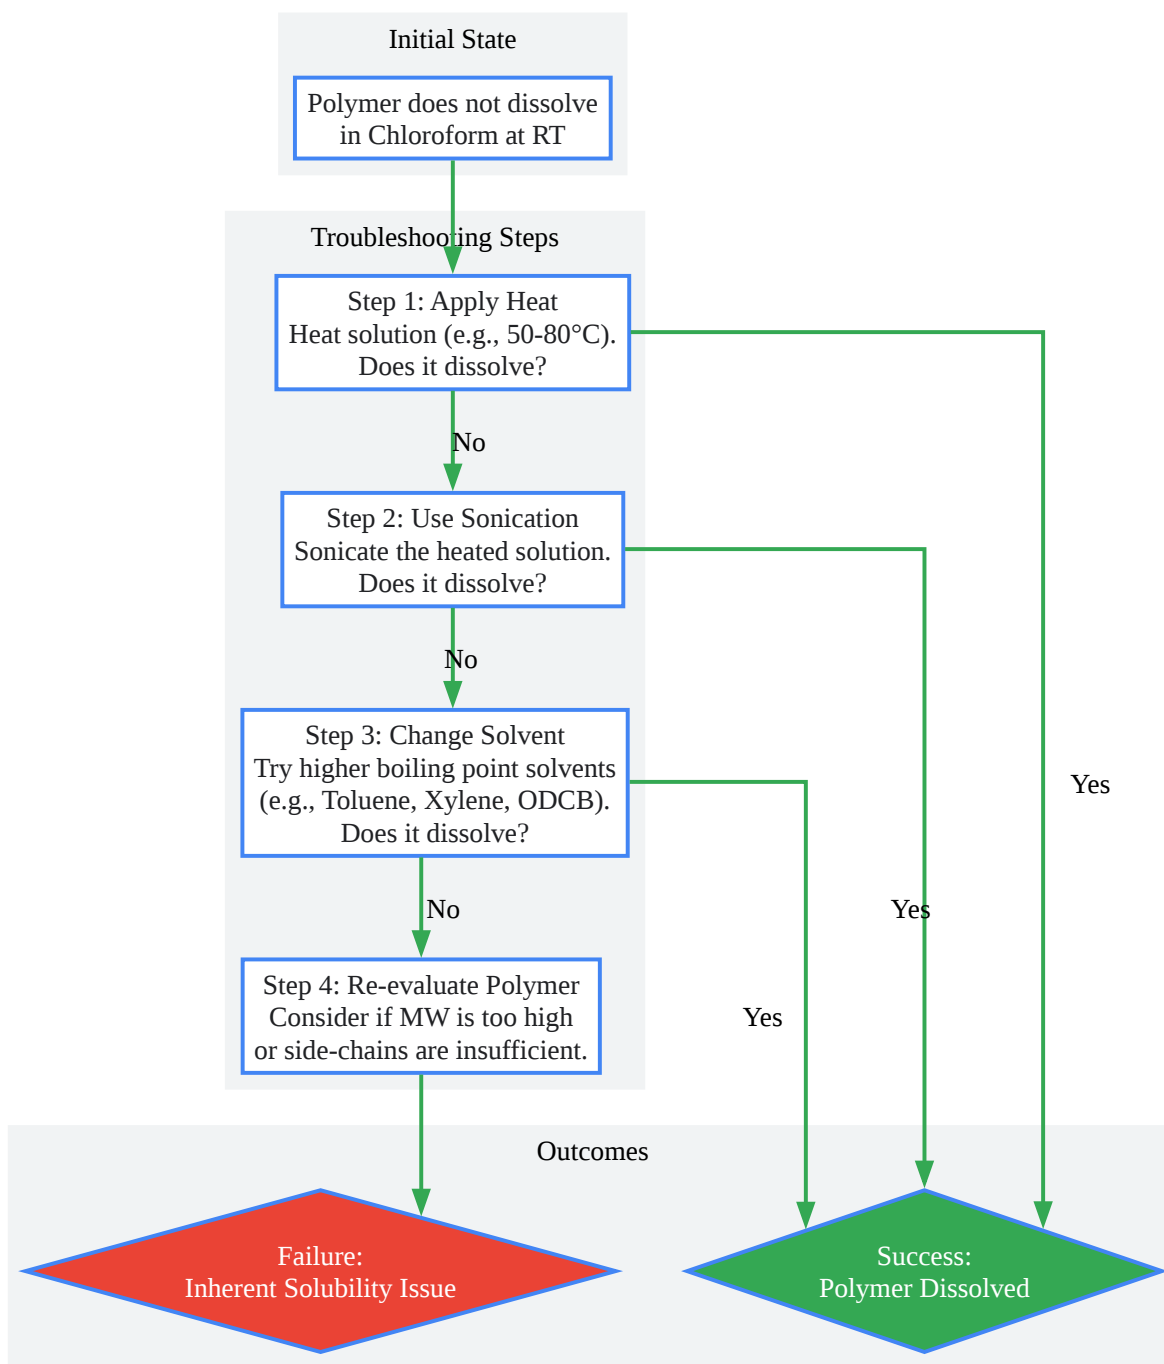 Initial State
Polymer does not dissolve
in Chloroform at RT
Troubleshooting Steps
Step 1: Apply Heat
Heat solution (e.g., 50-80°C).
Does it dissolve?
No
Step 2: Use Sonication
Sonicate the heated solution.
Does it dissolve?
No
Step 3: Change Solvent
Try higher boiling point solvents
(e.g., Toluene, Xylene, ODCB).
Does it dissolve?
Yes
No
Yes
Step 4: Re-evaluate Polymer
Consider if MW is too high
or side-chains are insufficient.
Yes
Outcomes
Failure:
Inherent Solubility Issue
Success:
Polymer Dissolved